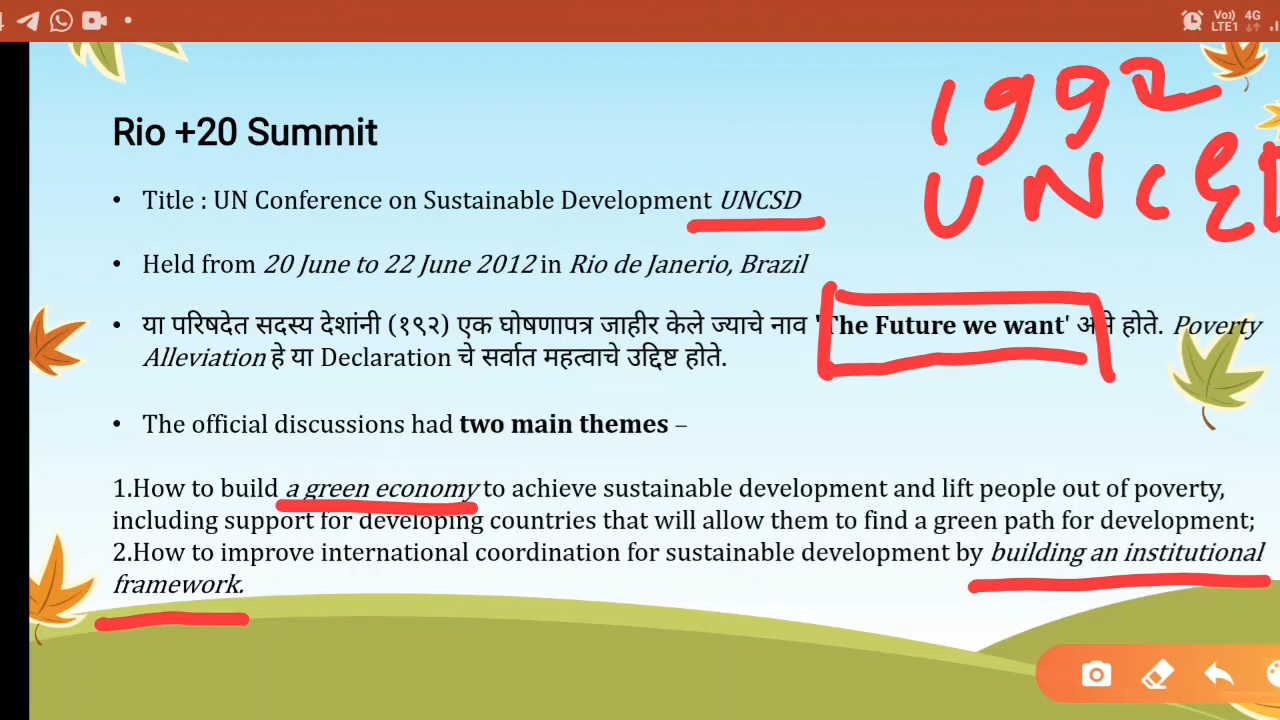 Vo) 4G
LTE1
1992
Rio +20 Summit
• Title : UN Conference on Sustainable Development UNCSD
UNCED
• Held from 20 June to 22 June 2012 in Rio de Janerio, Brazil
• या परिषदेत सदस्य देशांनी (१९२) एक घोषणापत्र जाहीर केले ज्याचे नाव 'The Future we want' असे होते. Poverty
Alleviation हे या Declaration चे सर्वात महत्वाचे उद्दिष्ट होते.
• The official discussions had two main themes –
1.How to build a green economy to achieve sustainable development and lift people out of poverty,
including support for developing countries that will allow them to find a green path for development;
2.How to improve international coordination for sustainable development by building an institutional
framework.